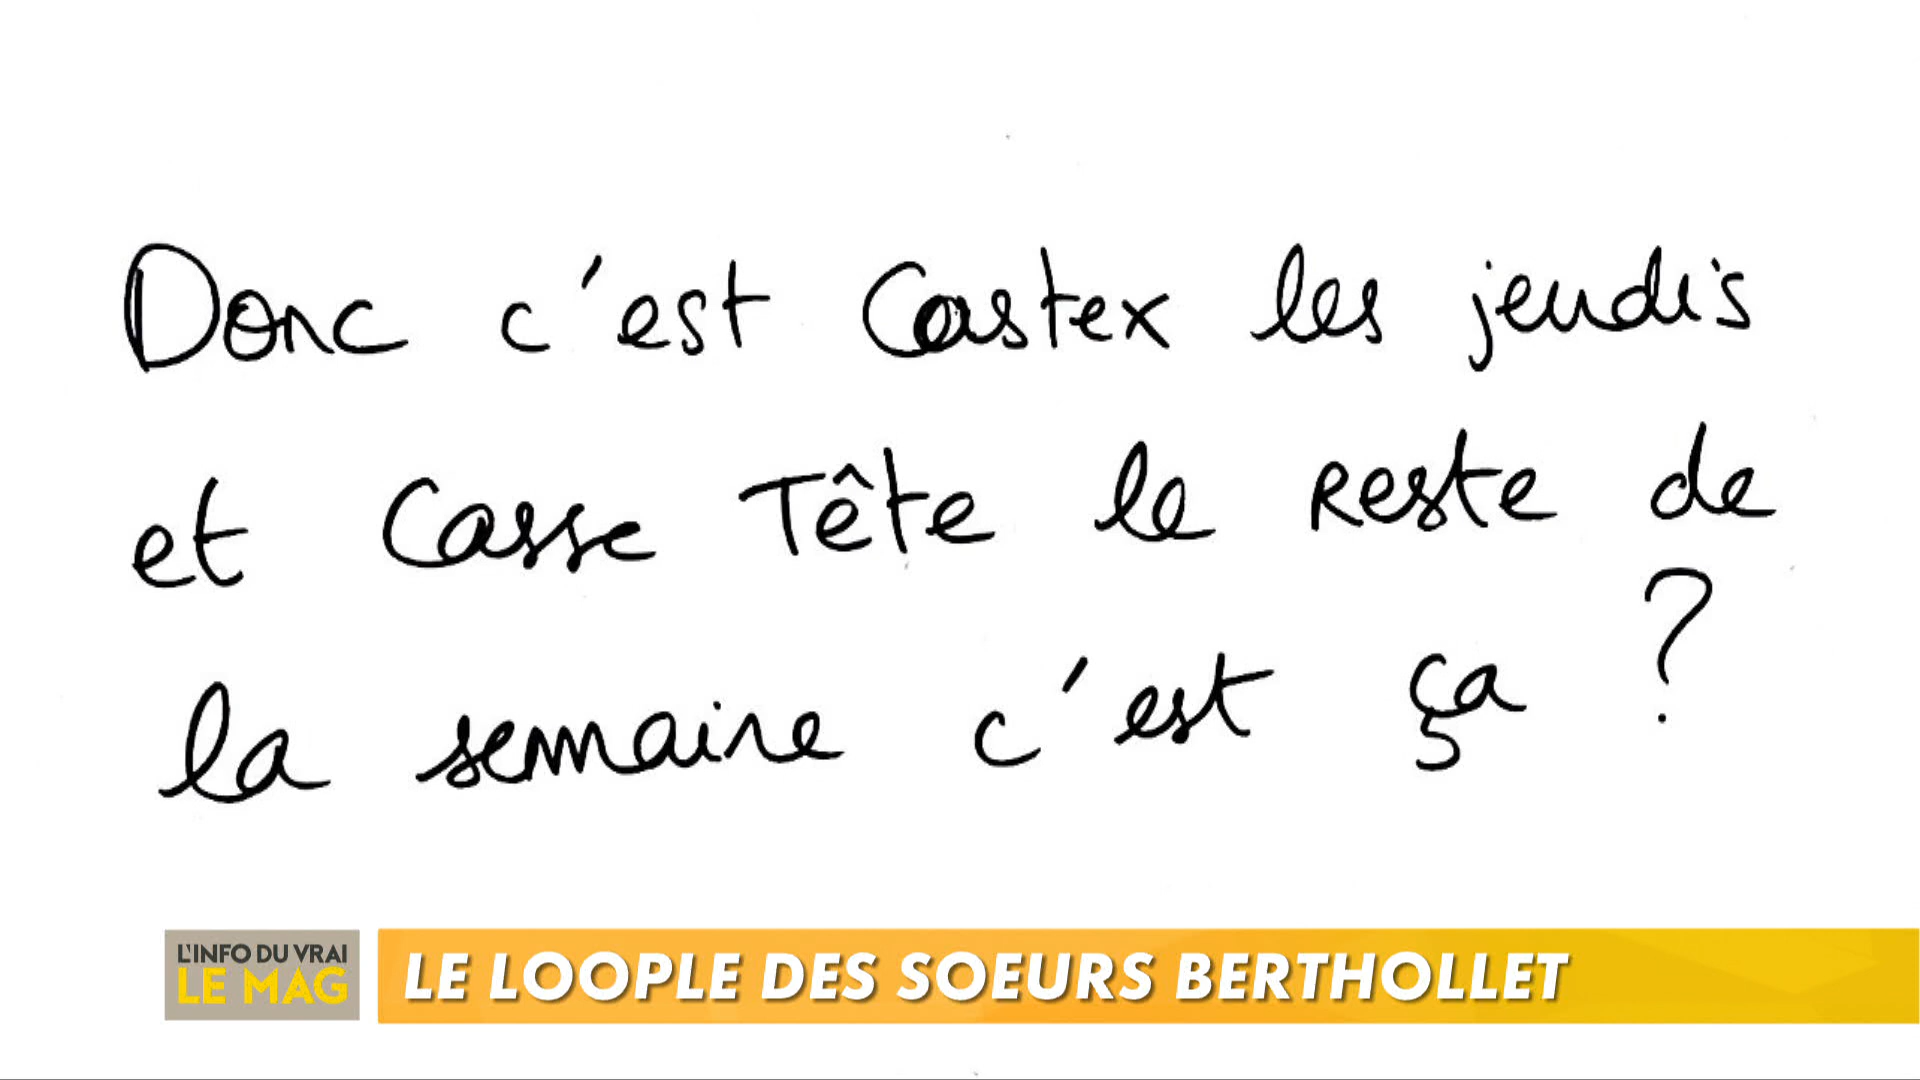 Donc c'est Castex les jeudis
et Casse Tête le reste de
la semaine c'est ça ?
L'INFO DU VRAI
LE MAG
LE LOOPLE DES SOEURS BERTHOLLET